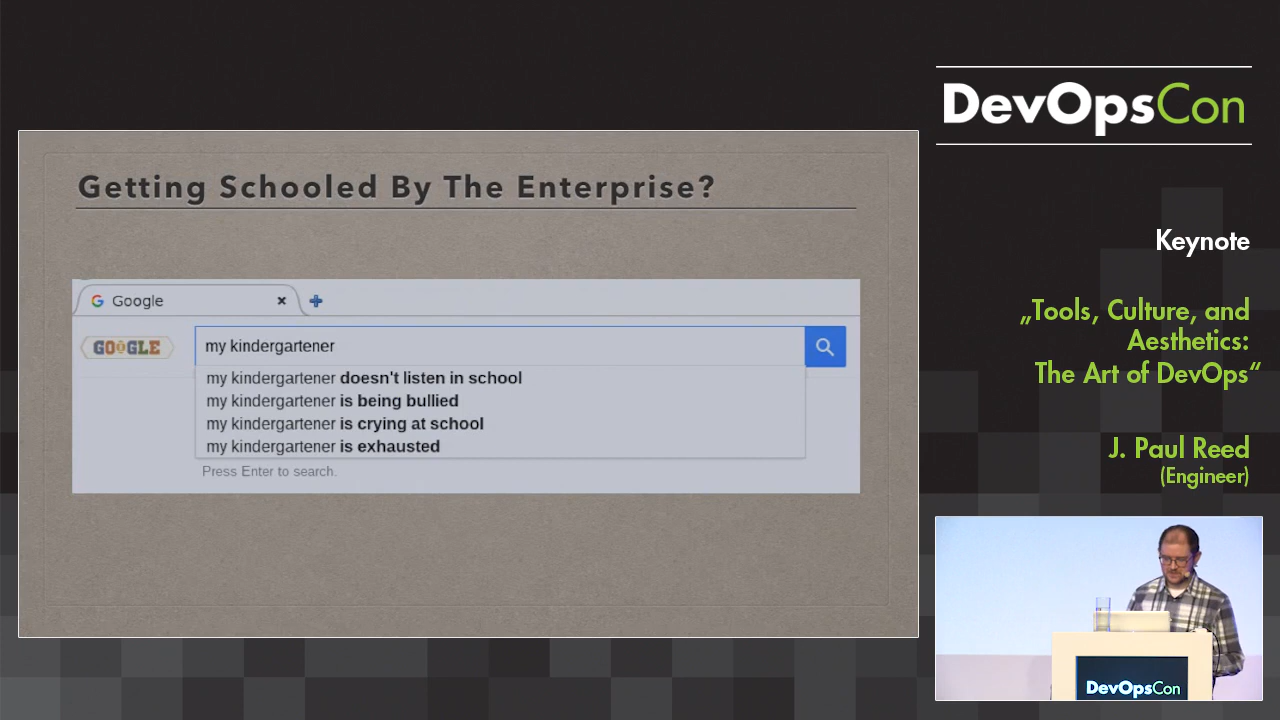 DevOpsCon
Getting Schooled By The Enterprise?
Google
GOOGLE
my kindergartener
my kindergartener doesn't listen in school
my kindergartener is being bullied
my kindergartener is crying at school
my kindergartener is exhausted
Press Enter to search.
Keynote
„Tools, Culture, and
Aesthetics:
The Art of DevOps“
J. Paul Reed
(Engineer)
DevOpsCon